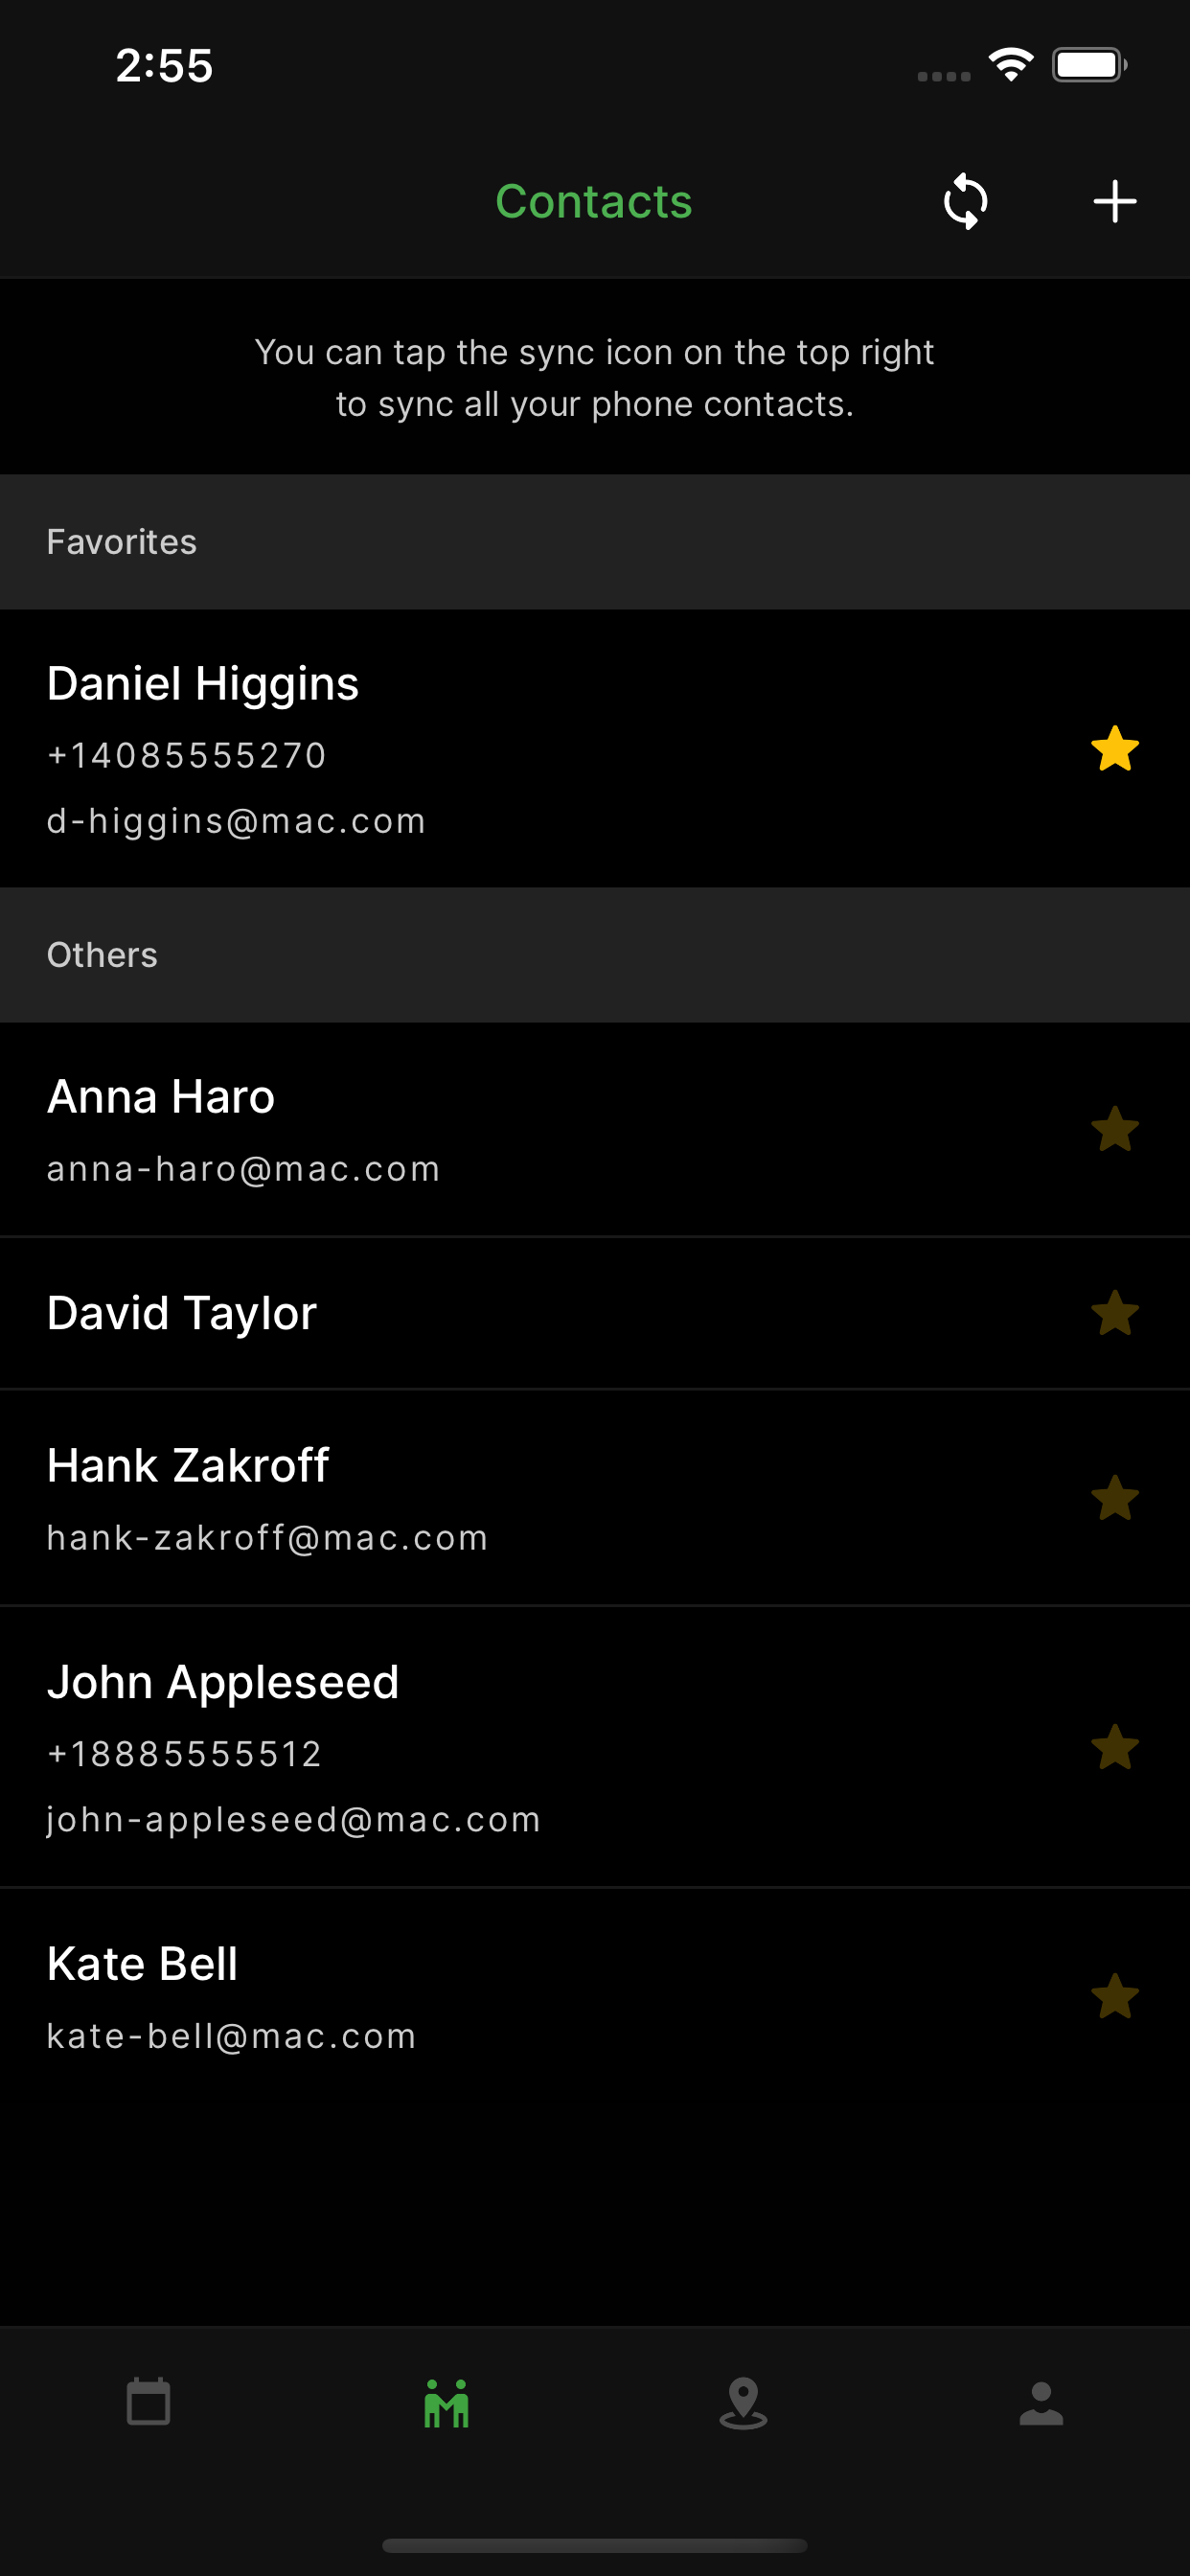 2:55
Contacts
You can tap the sync icon on the top right
to sync all your phone contacts.
Favorites
Daniel Higgins
+14085555270
d-higgins@mac.com
Others
Anna Haro
anna-haro@mac.com
David Taylor
Hank Zakroff
hank-zakroff@mac.com
John Appleseed
+18885555512
john-appleseed@mac.com
Kate Bell
kate-bell@mac.com